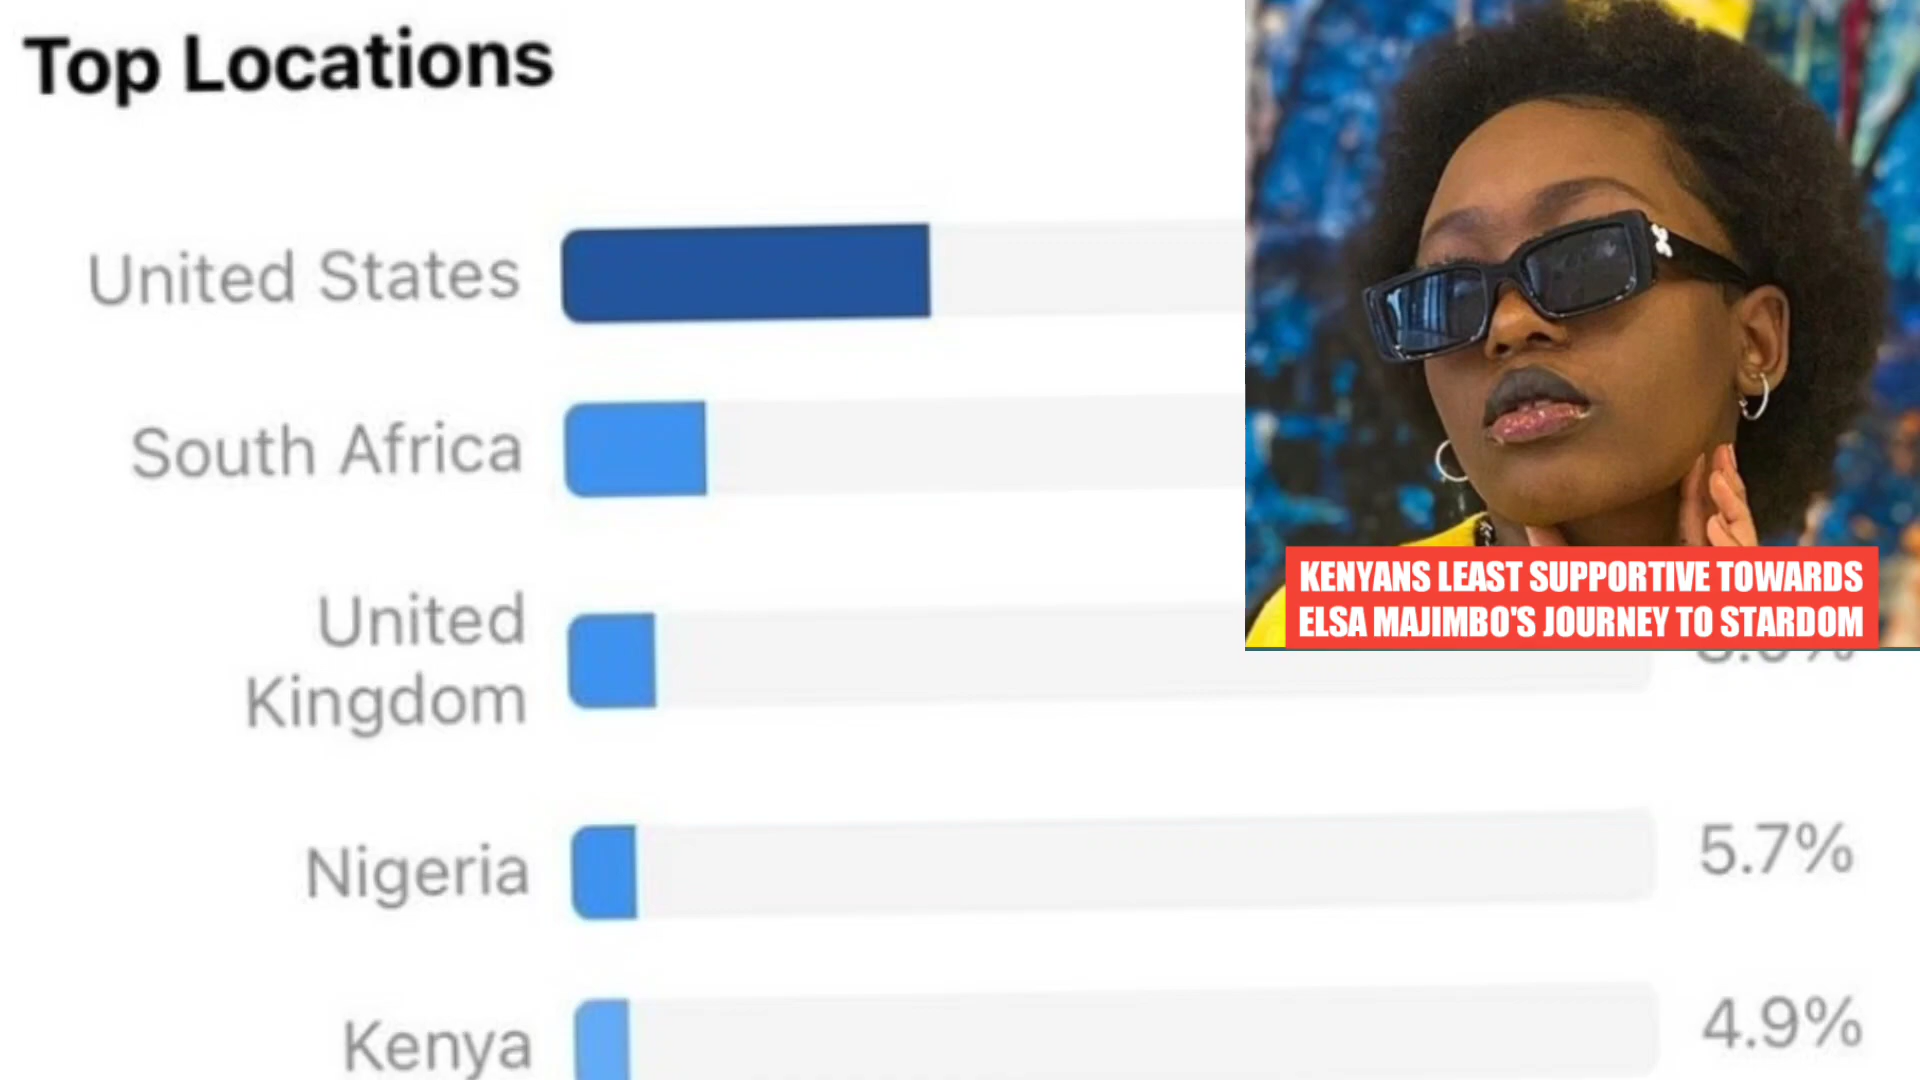 Top Locations
United States
South Africa
United
Kingdom
KENYANS LEAST SUPPORTIVE TOWARDS
ELSA MAJIMBO'S JOURNEY TO STARDOM
Nigeria
5.7%
Kenya
4.9%